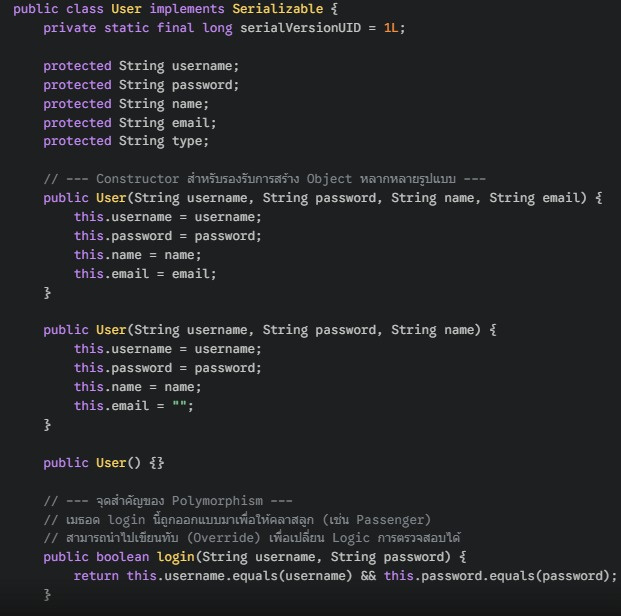 public class User implements Serializable {
private static final long serialVersionUID = 1L;
protected String username;
protected String password;
protected String name;
protected String email;
protected String type;
// --- Constructor สำหรับรองรับการสร้าง Object หลากหลายรูปแบบ ---
public User(String username, String password, String name, String email) {
this.username = username;
this.password = password;
this.name = name;
this.email = email;
}
public User(String username, String password, String name) {
this.username = username;
this.password = password;
this.name = name;
this.email = "";
}
public User() {}
// --- จุดสำคัญของ Polymorphism ---
// เมธอด login นี้ถูกออกแบบมาเพื่อให้คลาสลูก (เช่น Passenger)
// สามารถนำไปเขียนทับ (Override) เพื่อเปลี่ยน Logic การตรวจสอบได้
public boolean login(String username, String password) {
return this.username.equals(username) && this.password.equals(password);
}